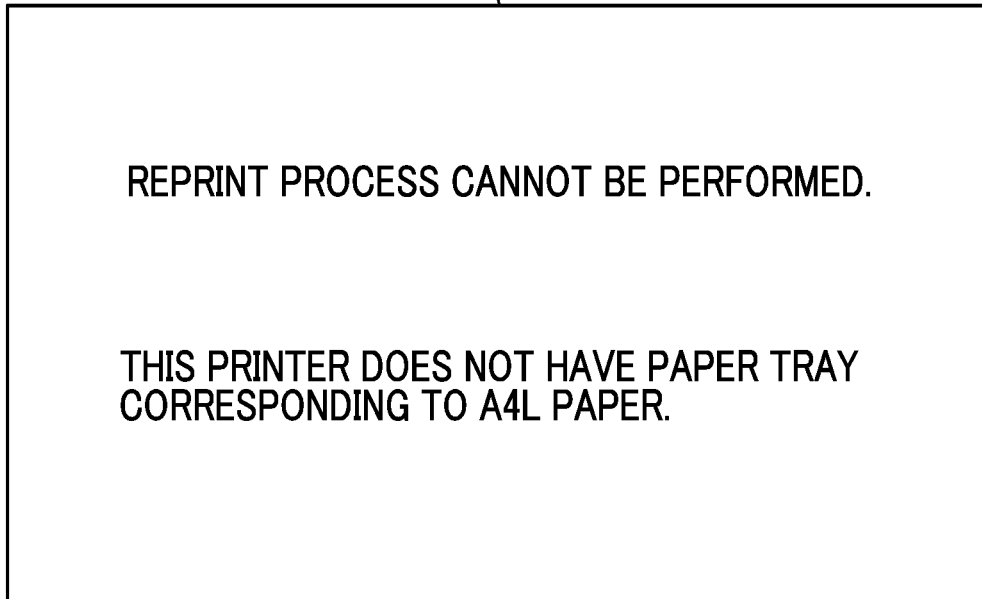 REPRINT PROCESS CANNOT BE PERFORMED.
THIS PRINTER DOES NOT HAVE PAPER TRAY
CORRESPONDING TO A4L PAPER.